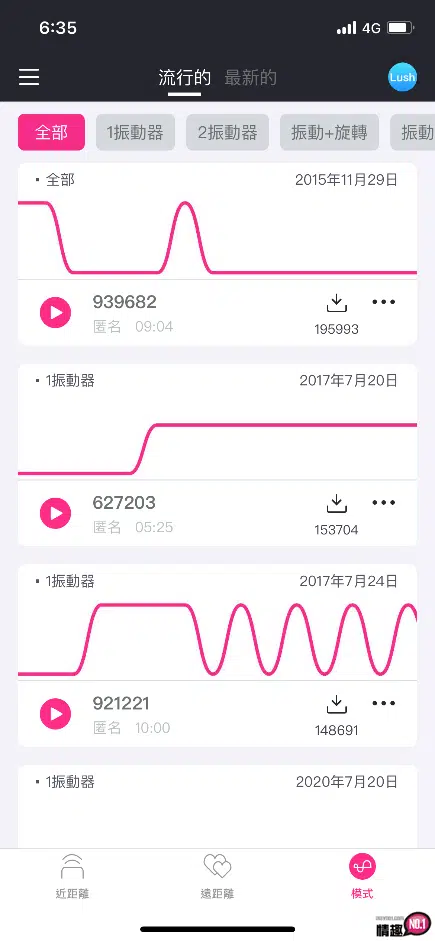 6:35 4G
流行的 最新的 Lush
全部 1振動器 2振動器 振動+旋轉 振動
· 全部 2015年11月29日
939682
匿名 09:04 195993
· 1振動器 2017年7月20日
627203
匿名 05:25 153704
· 1振動器 2017年7月24日
921221
匿名 10:00 148691
· 1振動器 2020年7月20日
近距離 遠距離 模式
情趣 NO.1